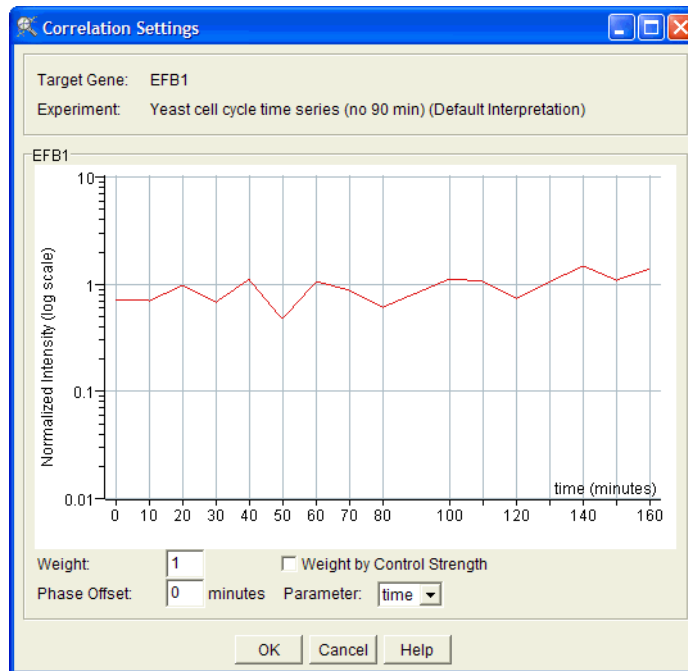 Correlation Settings
Target Gene: EFB1
Experiment: Yeast cell cycle time series (no 90 min) (Default Interpretation)
EFB1
10
1
0.1
0.01
Normalized Intensity (log scale)
time (minutes)
0 10 20 30 40 50 60 70 80 100 120 140 160
Weight: 1 Weight by Control Strength
Phase Offset: 0 minutes Parameter: time
OK Cancel Help